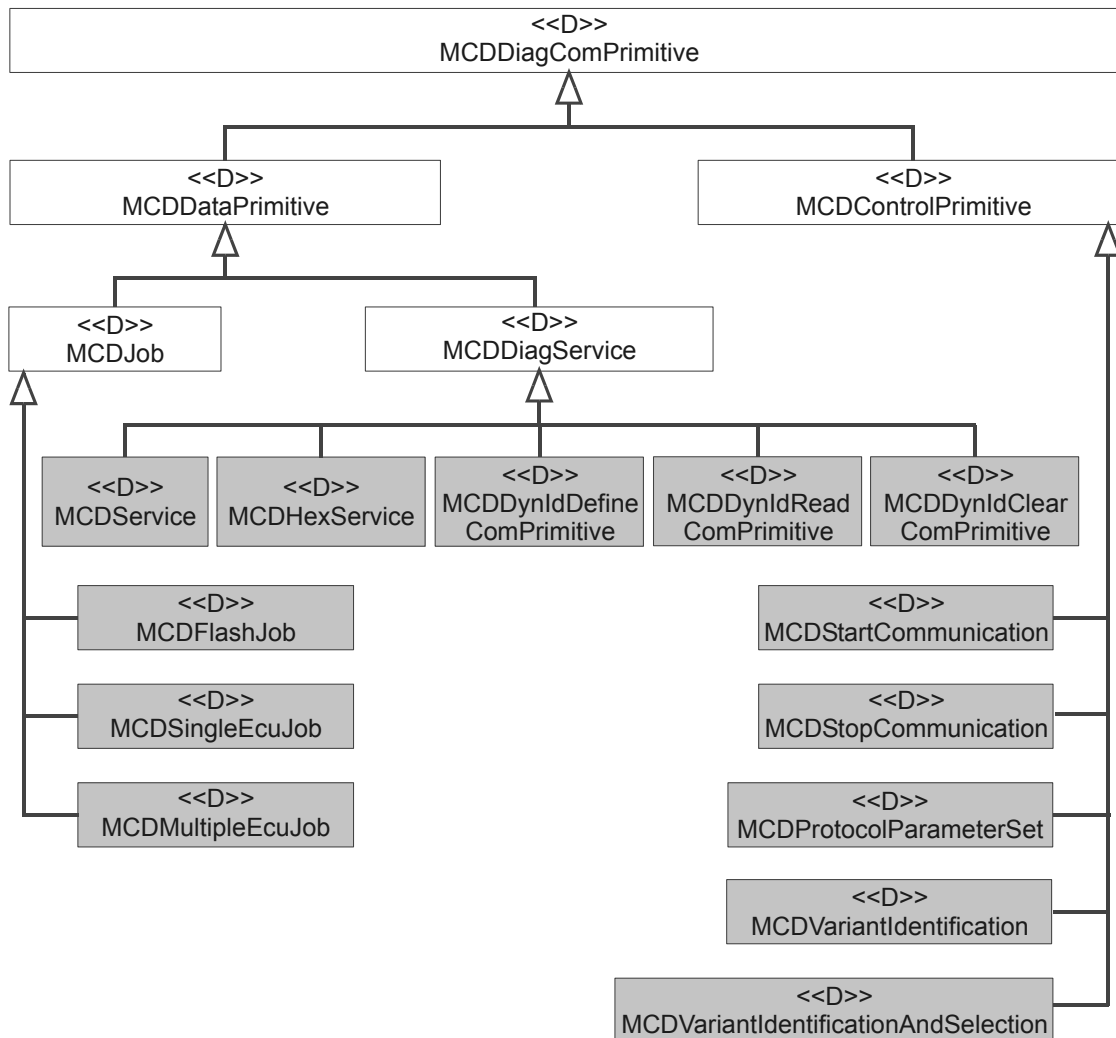 <<D>>
MCDDiagComPrimitive
<<D>>
MCDDataPrimitive
<<D>>
MCDControlPrimitive
<<D>>
MCDJob
<<D>>
MCDDiagService
<<D>>
MCDService
<<D>>
MCDHexService
<<D>>
MCDDynIdDefine
ComPrimitive
<<D>>
MCDDynIdRead
ComPrimitive
<<D>>
MCDDynIdClear
ComPrimitive
<<D>>
MCDFlashJob
<<D>>
MCDSingleEcuJob
<<D>>
MCDMultipleEcuJob
<<D>>
MCDStartCommunication
<<D>>
MCDStopCommunication
<<D>>
MCDProtocolParameterSet
<<D>>
MCDVariantIdentification
<<D>>
MCDVariantIdentificationAndSelection